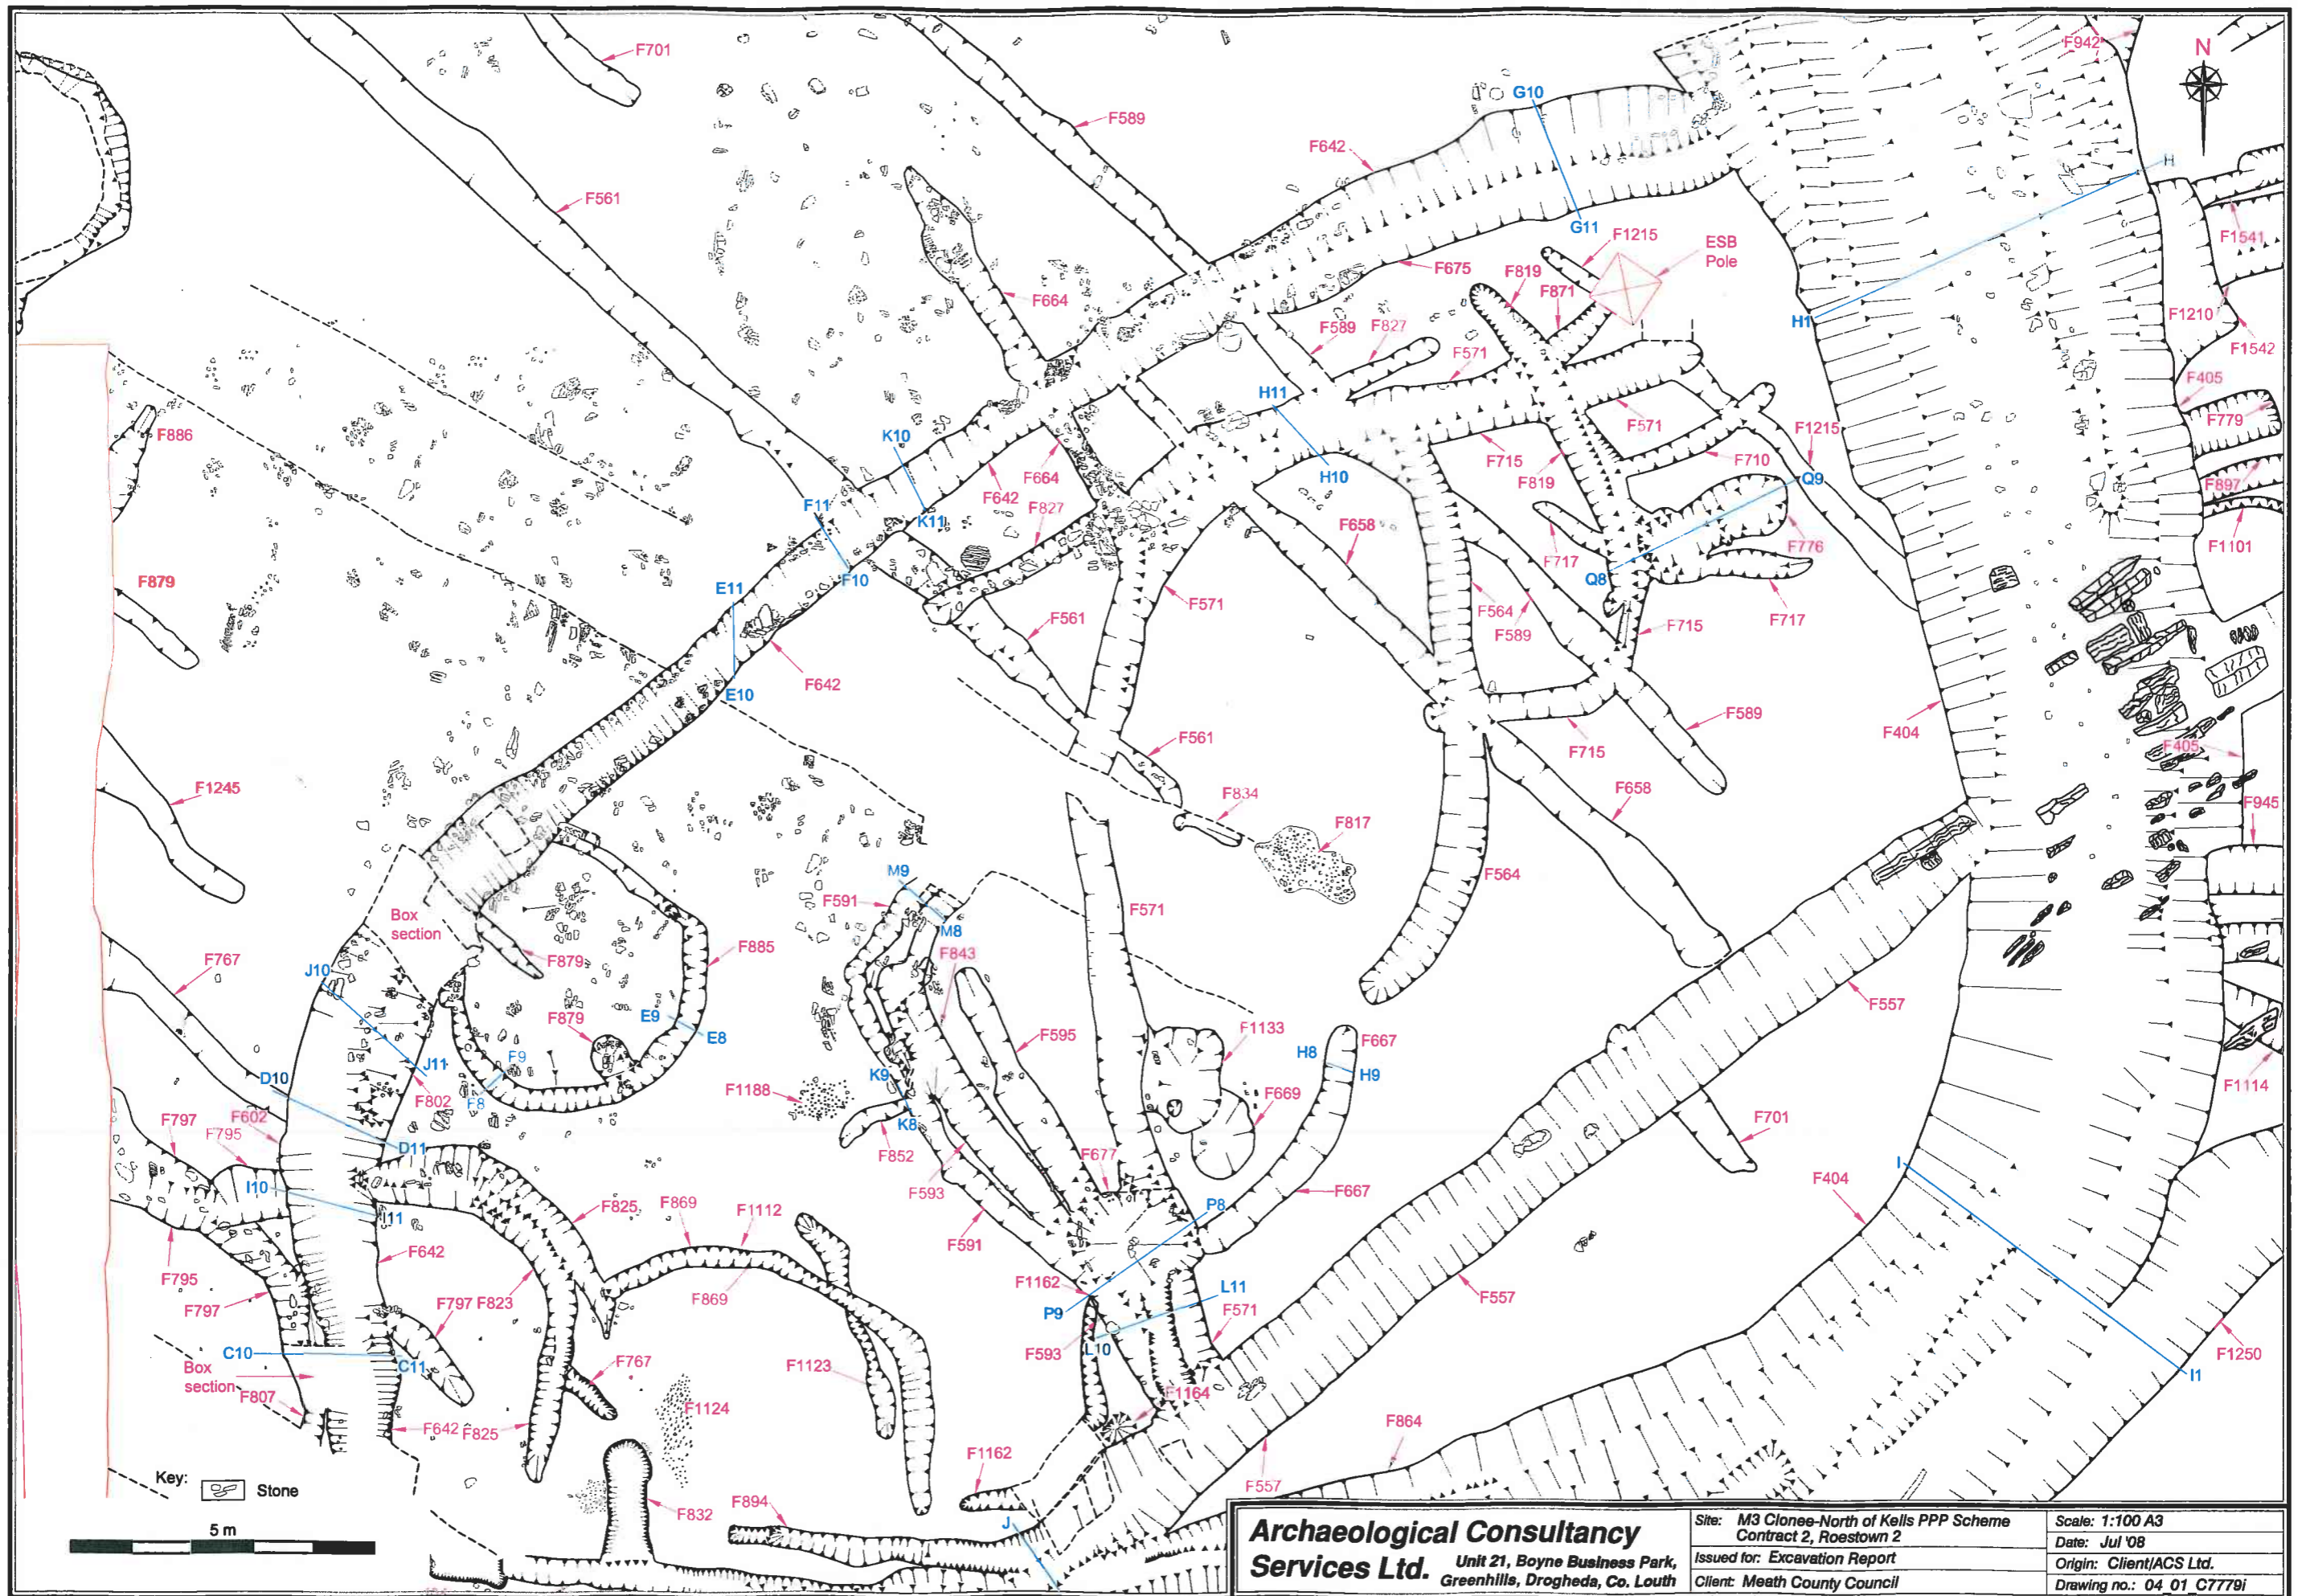 F701
F942
N
F589
G10
F642
F561
G11
F1215
ESB
Pole
F675
F819
F871
F1541
F664
F589
F827
H
H1
F1210
F1542
F571
F405
H11
F886
K10
F571
F1215
F779
F715
F710
F664
F642
H10
F819
Q9
F897
F11
K11
F827
F658
F1101
F776
F717
F879
F10
Q8
E11
F571
F564
F561
F589
F715
F717
F642
E10
F589
F404
F561
F715
F405
F1245
F834
F658
F945
F817
M9
F564
F591
Box
section
F571
M8
F885
F843
F767
F879
J10
F557
F879
E9
E8
F595
F1133
H8
F667
F9
H9
J11
K9
D10
F1188
F669
F1114
F802
F8
F602
F797
F795
K8
F701
D11
F852
F677
I
I10
F593
F667
F404
I11
F825
F869
F1112
P8
F591
F642
F795
F1162
F797
F797
F823
F869
P9
L11
F557
F571
C10
C11
F593
L10
F1250
Box
section
F767
F1123
I1
F807
F1164
F1124
F642
F825
F864
F1162
F557
Key:
Stone
F832
F894
J
5 m
Archaeological Consultancy
Services Ltd.
Unit 21, Boyne Business Park,
Greenhills, Drogheda, Co. Louth
Site: M3 Clonee-North of Kells PPP Scheme
Contract 2, Roestown 2
Issued for: Excavation Report
Client: Meath County Council
Scale: 1:100 A3
Date: Jul '08
Origin: Client/ACS Ltd.
Drawing no.: 04_01_C7779i